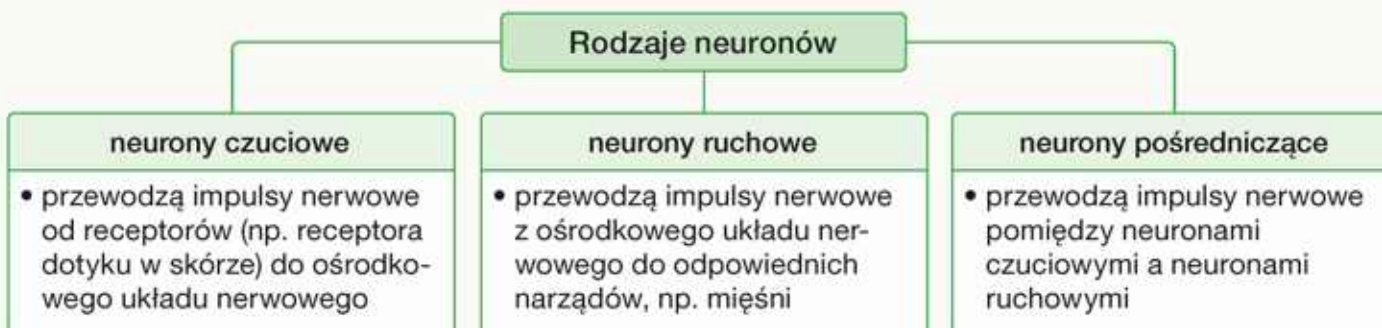 Rodzaje neuronów
neurony czuciowe
• przewodzą impulsy nerwowe
od receptorów (np. receptora
dotyku w skórze) do ośrodko-
wego układu nerwowego
neurony ruchowe
• przewodzą impulsy nerwowe
z ośrodkowego układu ner-
wowego do odpowiednich
narządów, np. mięśni
neurony pośredniczące
• przewodzą impulsy nerwowe
pomiędzy neuronami
czuciowymi a neuronami
ruchowymi